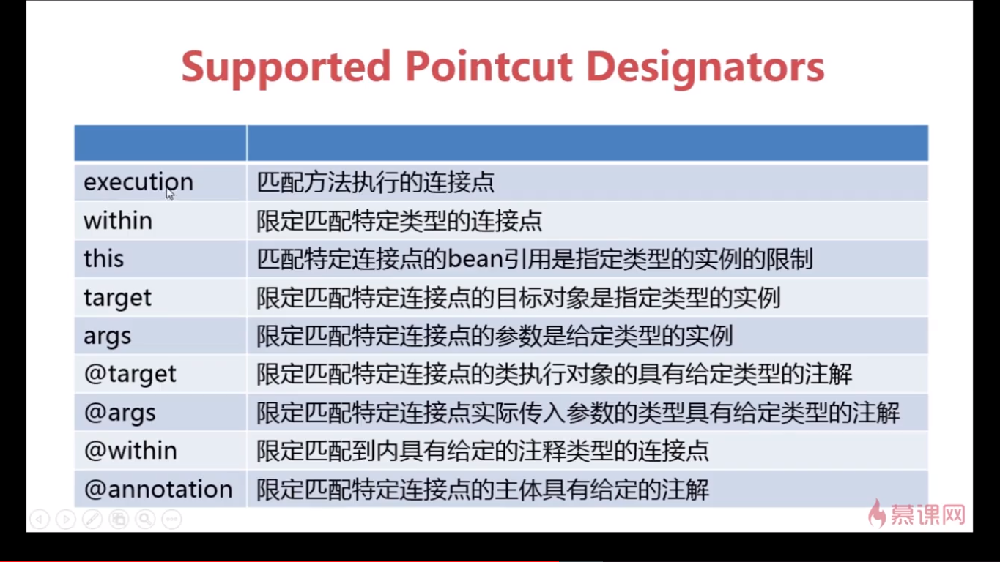 Supported Pointcut Designators
execution 匹配方法执行的连接点
within 限定匹配特定类型的连接点
this 匹配特定连接点的bean引用是指定类型的实例的限制
target 限定匹配特定连接点的目标对象是指定类型的实例
args 限定匹配特定连接点的参数是给定类型的实例
@target 限定匹配特定连接点的类执行对象的具有给定类型的注解
@args 限定匹配特定连接点实际传入参数的类型具有给定类型的注解
@within 限定匹配到内具有给定的注释类型的连接点
@annotation 限定匹配特定连接点的主体具有给定的注解
慕课网